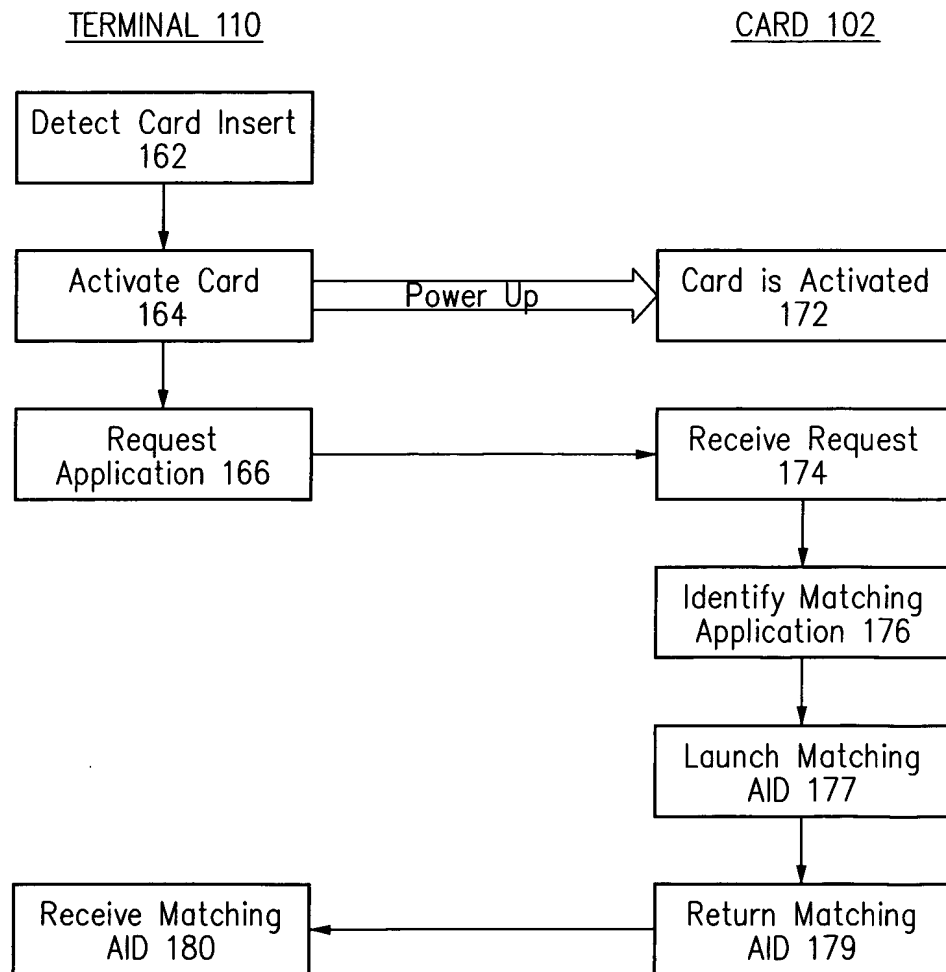 TERMINAL 110
CARD 102
Detect Card Insert
162
Activate Card
164
Power Up
Card is Activated
172
Request
Application 166
Receive Request
174
Identify Matching
Application 176
Launch Matching
AID 177
Receive Matching
AID 180
Return Matching
AID 179